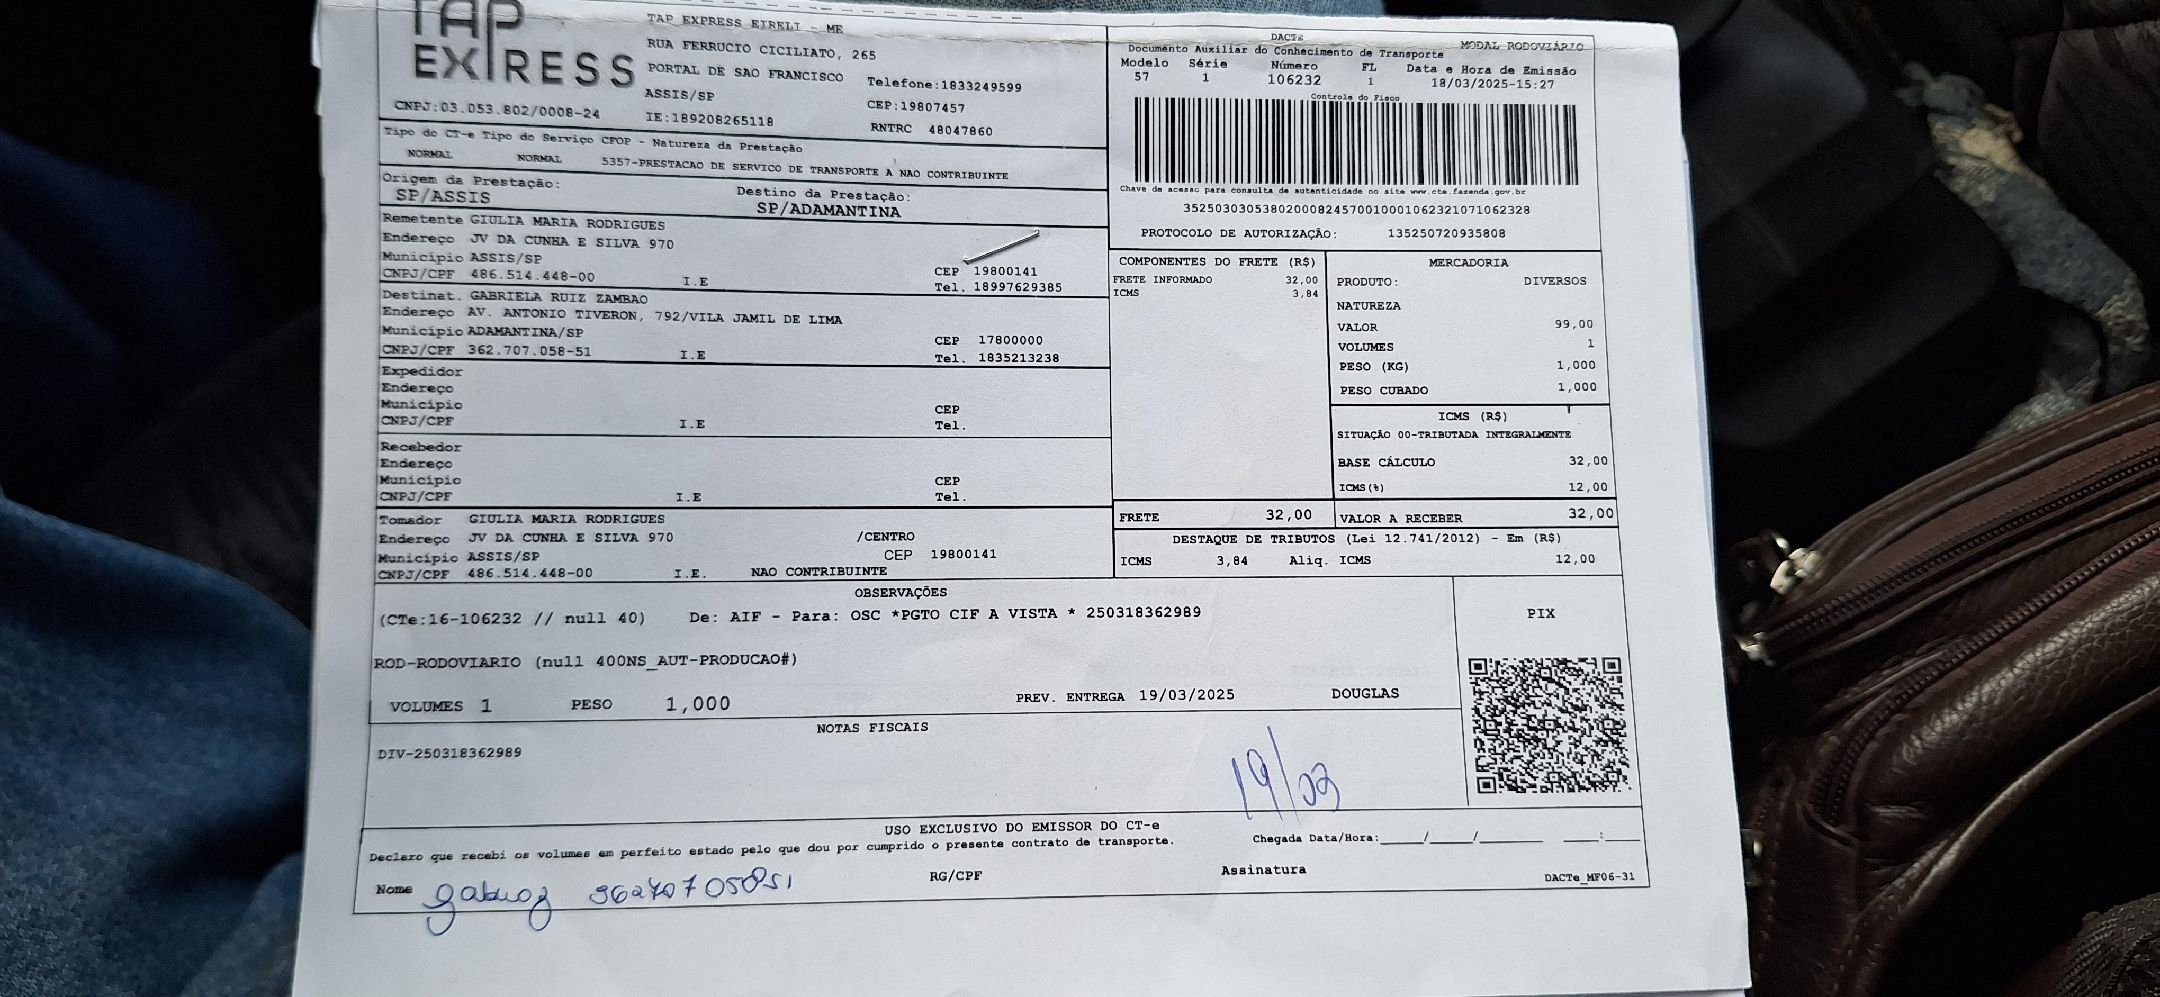 TAP
EXPRESS
TAP EXPRESS EIRELI - ME
RUA FERRUCIO CICILIATO, 265
PORTAL DE SAO FRANCISCO Telefone:1833249599
ASSIS/SP CEP:19807457
CNPJ:03.053.802/0008-24 IE:189208265118 RNTRC 48047860
Tipo do CT-e Tipo do Serviço CFOP - Natureza da Prestação
NORMAL NORMAL 5357-PRESTACAO DE SERVICO DE TRANSPORTE A NAO CONTRIBUINTE
Origem da Prestação: Destino da Prestação:
SP/ASSIS SP/ADAMANTINA
Remetente GIULIA MARIA RODRIGUES
Endereço JV DA CUNHA E SILVA 970
Município ASSIS/SP CEP 19800141
CNPJ/CPF 486.514.448-00 I.E Tel. 18997629385
Destinat. GABRIELA RUIZ ZAMBAO
Endereço AV. ANTONIO TIVERON, 792/VILA JAMIL DE LIMA
Município ADAMANTINA/SP CEP 17800000
CNPJ/CPF 362.707.058-51 I.E Tel. 1835213238
Expedidor
Endereço
Município CEP
CNPJ/CPF I.E Tel.
Recebedor
Endereço
Município CEP
CNPJ/CPF I.E Tel.
Tomador GIULIA MARIA RODRIGUES
Endereço JV DA CUNHA E SILVA 970 /CENTRO
Município ASSIS/SP CEP 19800141
CNPJ/CPF 486.514.448-00 I.E. NAO CONTRIBUINTE
DACTE
Documento Auxiliar do Conhecimento de Transporte MODAL RODOVIÁRIO
Modelo Série Número FL Data e Hora de Emissão
57 1 106232 1 18/03/2025-15:27
Controle do Fisco
Chave de acesso para consulta de autenticidade no site www.cte.fazenda.gov.br
35250303053802000824570010001062321071062328
PROTOCOLO DE AUTORIZAÇÃO: 135250720935808
COMPONENTES DO FRETE (R$)
FRETE INFORMADO 32,00
ICMS 3,84
MERCADORIA
PRODUTO: DIVERSOS
NATUREZA
VALOR 99,00
VOLUMES 1
PESO (KG) 1,000
PESO CUBADO 1,000
ICMS (R$)
SITUAÇÃO 00-TRIBUTADA INTEGRALMENTE
BASE CÁLCULO 32,00
ICMS(%) 12,00
FRETE 32,00 VALOR A RECEBER 32,00
DESTAQUE DE TRIBUTOS (Lei 12.741/2012) - Em (R$)
ICMS 3,84 Aliq. ICMS 12,00
OBSERVAÇÕES
(CTe:16-106232 // null 40) De: AIF - Para: OSC *PGTO CIF A VISTA * 250318362989
PIX
ROD-RODOVIARIO (null 400NS_AUT-PRODUCAO#)
VOLUMES 1 PESO 1,000 PREV. ENTREGA 19/03/2025 DOUGLAS
NOTAS FISCAIS
DIV-250318362989
19/03
USO EXCLUSIVO DO EMISSOR DO CT-e
Declaro que recebi os volumes em perfeito estado pelo que dou por cumprido o presente contrato de transporte. Chegada Data/Hora:____/____/______ ____:____
Nome 36270705851 RG/CPF Assinatura
DACTe_MF06-31